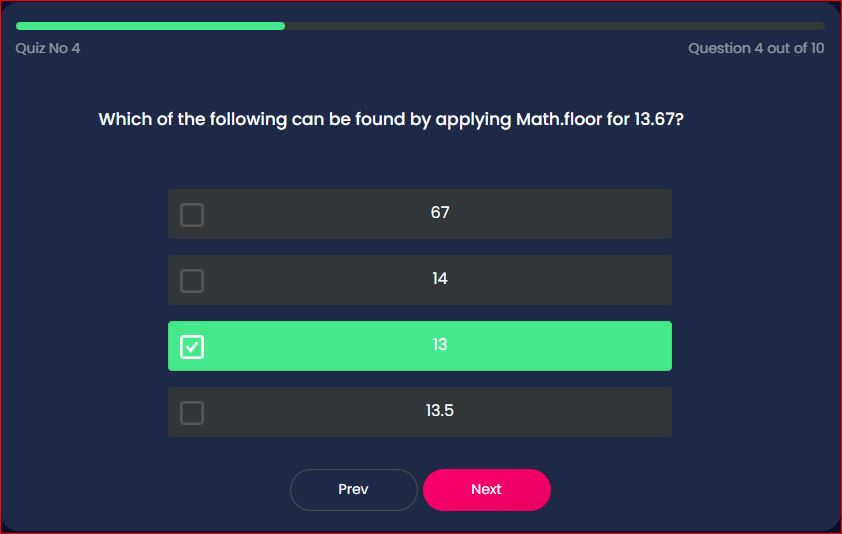 Quiz No 4
Question 4 out of 10
Which of the following can be found by applying Math.floor for 13.67?
67
14
13
13.5
Prev
Next